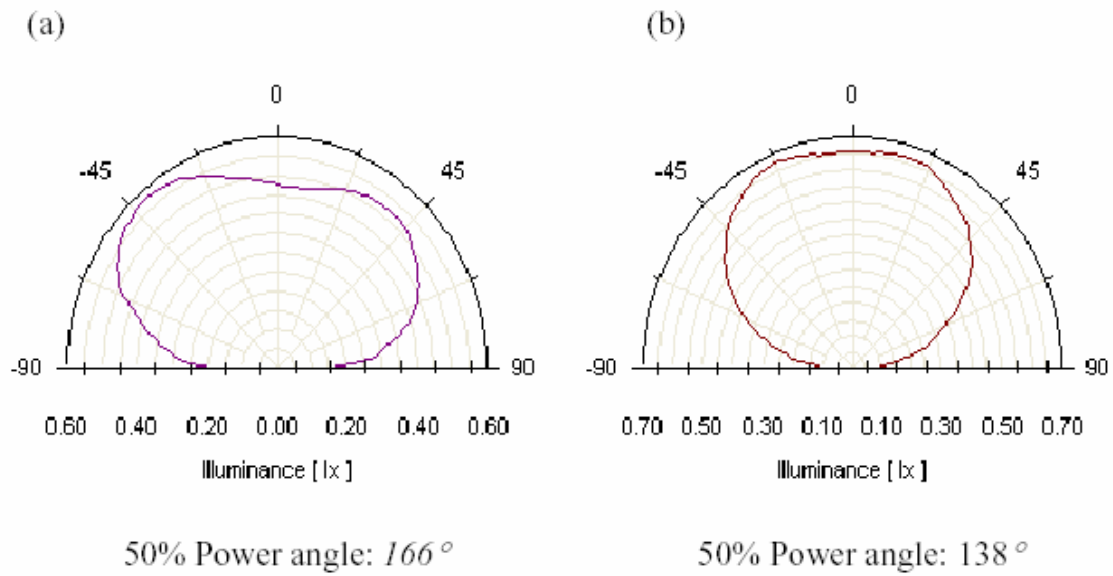 (a)
(b)
0
0
-45
45
-45
45
-90
90
-90
90
0.60 0.40 0.20 0.00 0.20 0.40 0.60
0.70 0.50 0.30 0.10 0.10 0.30 0.50 0.70
Illuminance [ lx ]
Illuminance [ lx ]
50% Power angle: 166°
50% Power angle: 138°